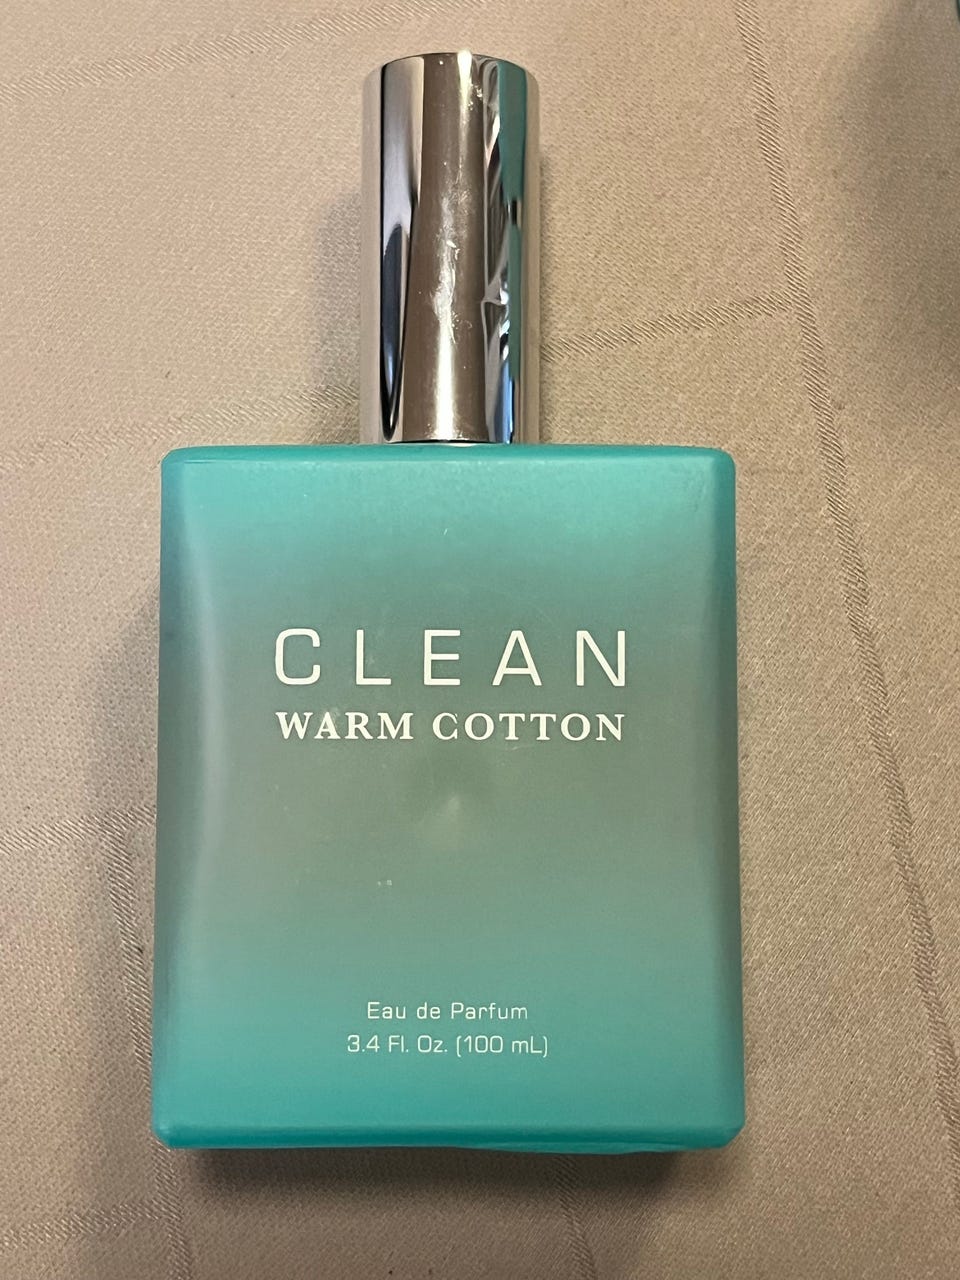 CLEAN
WARM COTTON
Eau de Parfum
3.4 Fl. Oz. (100 mL)